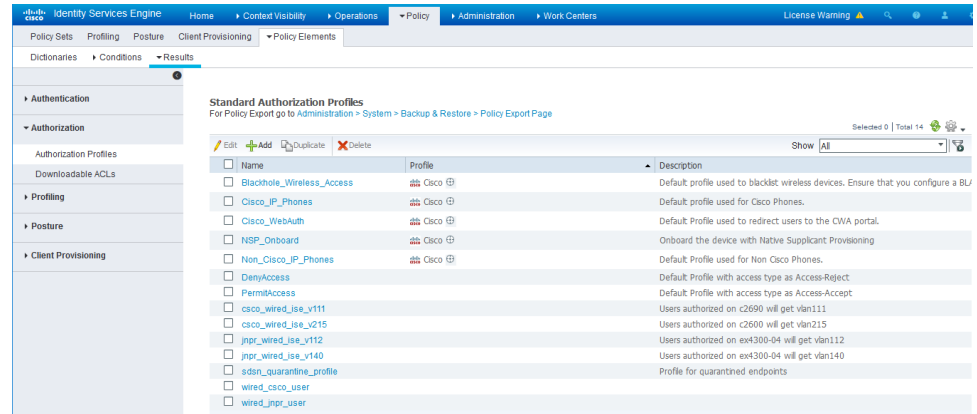 cisco Identity Services Engine Home Context Visibility Operations Policy Administration Work Centers License Warning
Policy Sets Profiling Posture Client Provisioning Policy Elements
Dictionaries Conditions Results
Authentication
Authorization
Authorization Profiles
Downloadable ACLs
Profiling
Posture
Client Provisioning
Standard Authorization Profiles
For Policy Export go to Administration > System > Backup & Restore > Policy Export Page
Selected 0 | Total 14
Edit Add Duplicate Delete Show All
Name Profile Description
Blackhole_Wireless_Access Cisco Default profile used to blacklist wireless devices. Ensure that you configure a BLA
Cisco_IP_Phones Cisco Default profile used for Cisco Phones.
Cisco_WebAuth Cisco Default Profile used to redirect users to the CWA portal.
NSP_Onboard Cisco Onboard the device with Native Supplicant Provisioning
Non_Cisco_IP_Phones Cisco Default Profile used for Non Cisco Phones.
DenyAccess Default Profile with access type as Access-Reject
PermitAccess Default Profile with access type as Access-Accept
csco_wired_ise_v111 Users authorized on c2690 will get vlan111
csco_wired_ise_v215 Users authorized on c2600 will get vlan215
jnpr_wired_ise_v112 Users authorized on ex4300-04 will get vlan112
jnpr_wired_ise_v140 Users authorized on ex4300-04 will get vlan140
sdsn_quarantine_profile Profile for quarantined endpoints
wired_csco_user
wired_jnpr_user